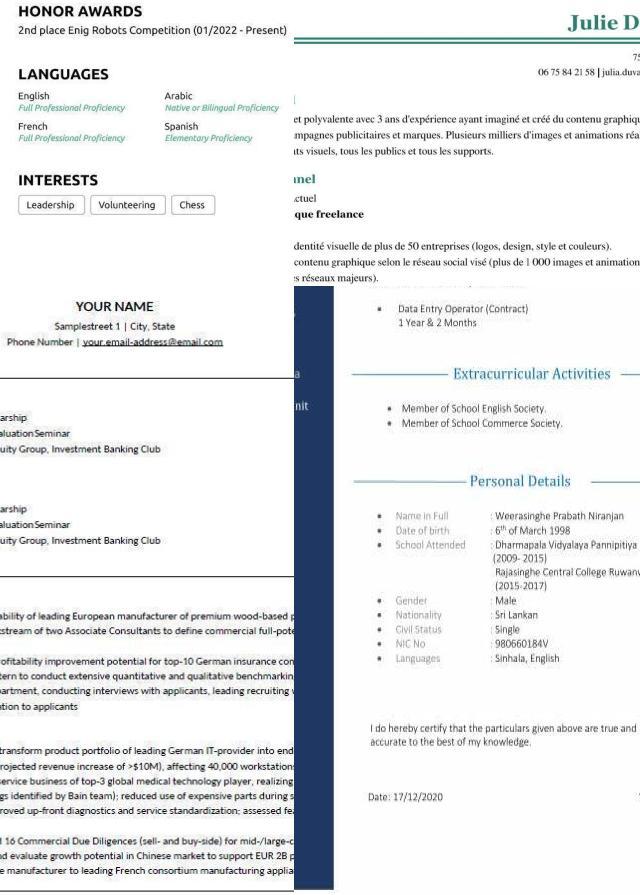 HONOR AWARDS
2nd place Enig Robots Competition (01/2022 - Present)
LANGUAGES
English
Full Professional Proficiency
Arabic
Native or Bilingual Proficiency
French
Full Professional Proficiency
Spanish
Elementary Proficiency
INTERESTS
Leadership Volunteering Chess
Julie D
75
06 75 84 21 58 | julia.duva
et polyvalente avec 3 ans d'expérience ayant imaginé et créé du contenu graphiqu
mpagnes publicitaires et marques. Plusieurs milliers d'images et animations réa
ts visuels, tous les publics et tous les supports.
nel
ctuel
que freelance
dentité visuelle de plus de 50 entreprises (logos, design, style et couleurs).
contenu graphique selon le réseau social visé (plus de 1 000 images et animation
s réseaux majeurs).
YOUR NAME
Samplestreet 1 | City, State
Phone Number | your.email-address@email.com
arship
aluation Seminar
uity Group, Investment Banking Club
arship
aluation Seminar
uity Group, Investment Banking Club
ability of leading European manufacturer of premium wood-based p
stream of two Associate Consultants to define commercial full-pote
ofitability improvement potential for top-10 German insurance com
tern to conduct extensive quantitative and qualitative benchmarkin
partment, conducting interviews with applicants, leading recruiting
ation to applicants
transform product portfolio of leading German IT-provider into end
rojected revenue increase of >$10M), affecting 40,000 workstations
service business of top-3 global medical technology player, realizing
gs identified by Bain team); reduced use of expensive parts during s
roved up-front diagnostics and service standardization; assessed fea
d 16 Commercial Due Diligences (sell- and buy-side) for mid-/large-c
nd evaluate growth potential in Chinese market to support EUR 2B p
e manufacturer to leading French consortium manufacturing applia
a
nit
• Data Entry Operator (Contract)
1 Year & 2 Months
Extracurricular Activities
• Member of School English Society.
• Member of School Commerce Society.
Personal Details
• Name in Full : Weerasinghe Prabath Niranjan
• Date of birth : 6th of March 1998
• School Attended : Dharmapala Vidyalaya Pannipitiya
(2009- 2015)
Rajasinghe Central College Ruwanw
(2015-2017)
• Gender : Male
• Nationality : Sri Lankan
• Civil Status : Single
• NIC No : 980660184V
• Languages : Sinhala, English
I do hereby certify that the particulars given above are true and
accurate to the best of my knowledge.
Date: 17/12/2020